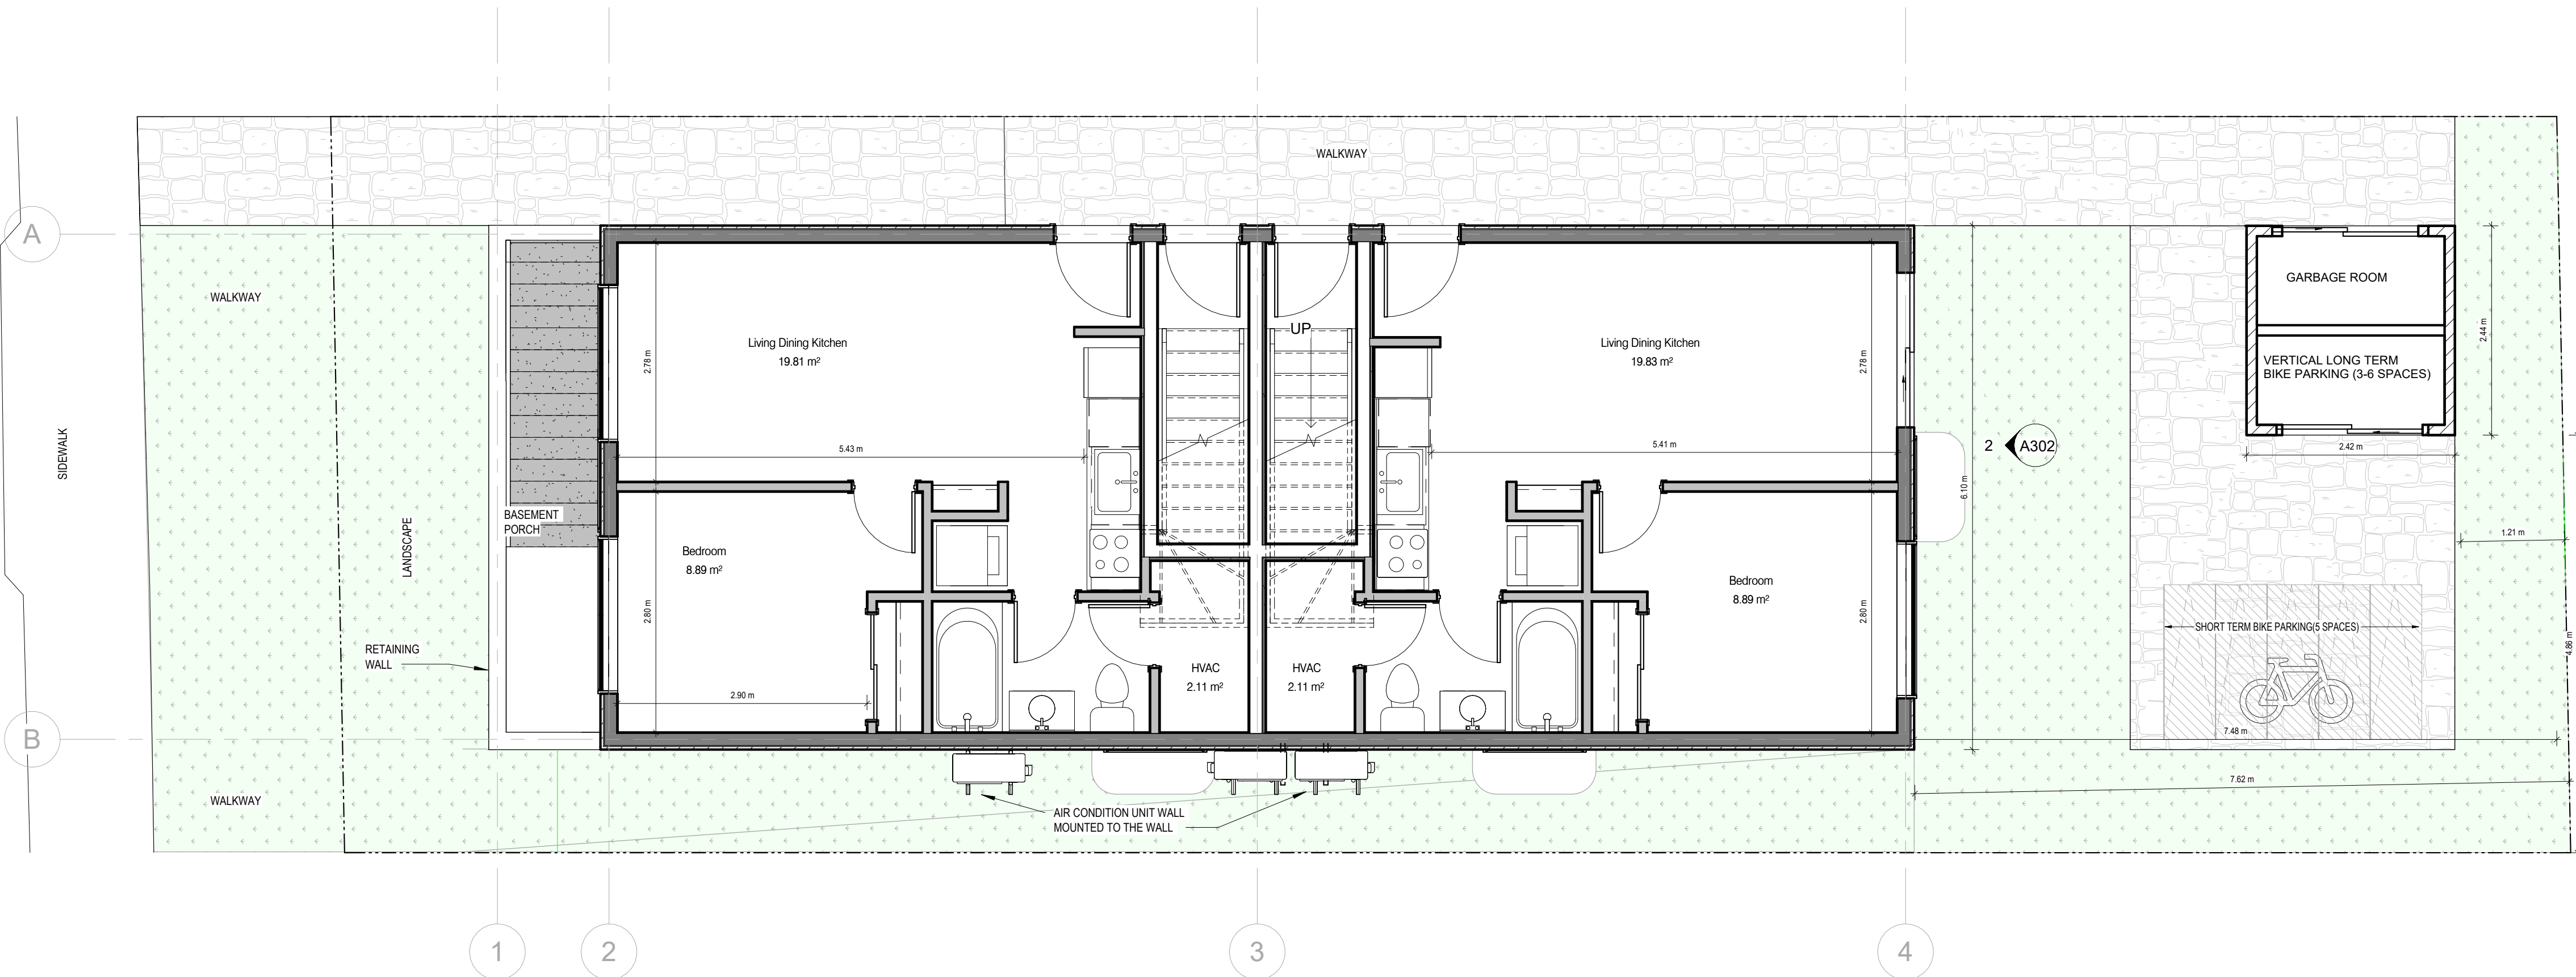 WALKWAY
A
WALKWAY
SIDEWALK
LANDSCAPE
BASEMENT
PORCH
RETAINING
WALL
WALKWAY
B
Living Dining Kitchen
19.81 m²
2.78 m
5.43 m
Bedroom
8.89 m²
2.80 m
2.90 m
UP
HVAC
2.11 m²
HVAC
2.11 m²
AIR CONDITION UNIT WALL
MOUNTED TO THE WALL
Living Dining Kitchen
19.83 m²
2.78 m
5.41 m
Bedroom
8.89 m²
2.80 m
6.10 m
2
A302
GARBAGE ROOM
VERTICAL LONG TERM
BIKE PARKING (3-6 SPACES)
2.44 m
2.42 m
1.21 m
SHORT TERM BIKE PARKING(5 SPACES)
4.86 m
7.48 m
7.62 m
1
2
3
4